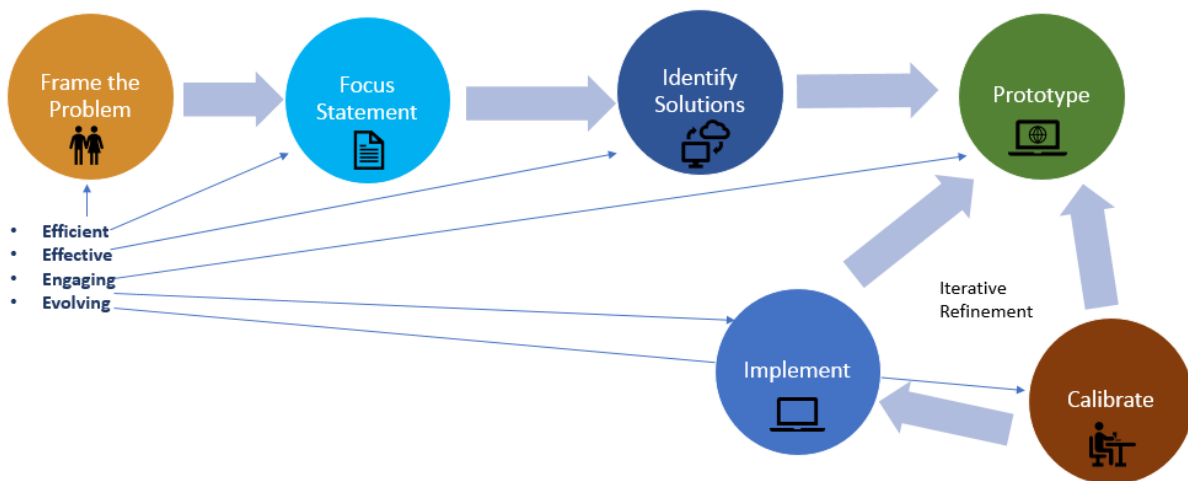 Frame the
Problem
Focus
Statement
Identify
Solutions
Prototype
• Efficient
• Effective
• Engaging
• Evolving
Iterative
Refinement
Implement
Calibrate